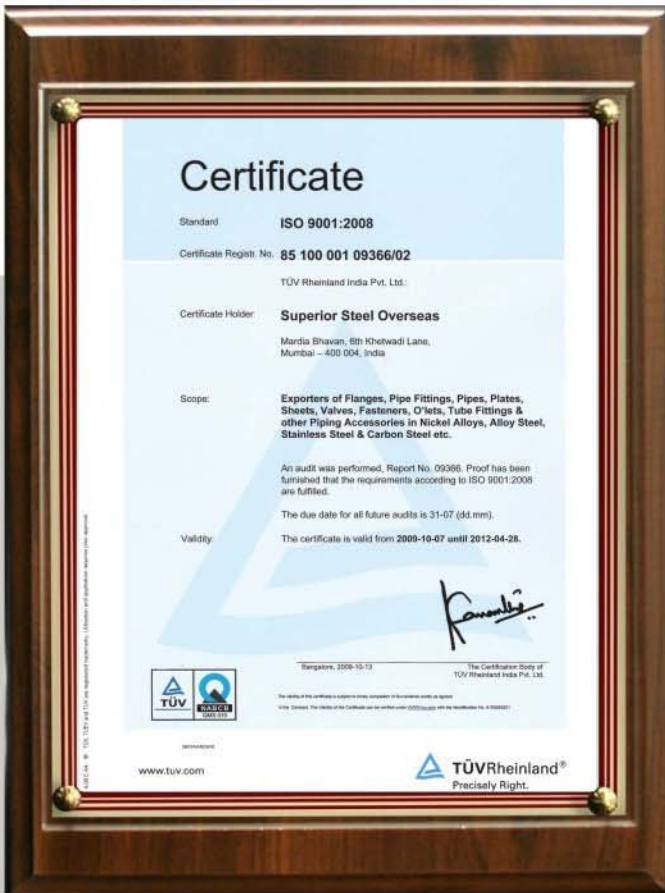 Certificate
Standard ISO 9001:2008
Certificate Registr. No. 85 100 001 09366/02
TÜV Rheinland India Pvt. Ltd.:
Certificate Holder: Superior Steel Overseas
Mardia Bhavan, 6th Khetwadi Lane,
Mumbai – 400 004, India
Scope: Exporters of Flanges, Pipe Fittings, Pipes, Plates,
Sheets, Valves, Fasteners, O'lets, Tube Fittings &
other Piping Accessories in Nickel Alloys, Alloy Steel,
Stainless Steel & Carbon Steel etc.
An audit was performed, Report No. 09366. Proof has been
furnished that the requirements according to ISO 9001:2008
are fulfilled.
The due date for all future audits is 31-07 (dd.mm).
Validity: The certificate is valid from 2009-10-07 until 2012-04-28.
Bangalore, 2009-10-13
The Certification Body of
TÜV Rheinland India Pvt. Ltd.
TÜV
NABCB
www.tuv.com
TÜVRheinland®
Precisely Right.